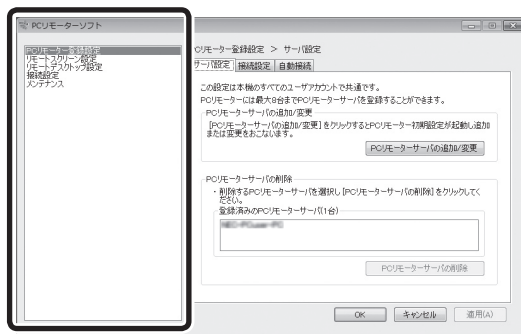 PCリモーターソフト
PCリモーター登録設定
リモートスクリーン設定
リモートデスクトップ設定
接続設定
メンテナンス
PCリモーター登録設定 > サーバ設定
サーバ設定 接続設定 自動接続
この設定は本機のすべてのユーザアカウントで共通です。
PCリモーターには最大8台までPCリモーターサーバを登録することができます。
PCリモーターサーバの追加/変更
[PCリモーターサーバの追加/変更]をクリックするとPCリモーター初期設定が起動し追加
または変更をおこないます。
PCリモーターサーバの追加/変更
PCリモーターサーバの削除
・ 削除するPCリモーターサーバを選択し[PCリモーターサーバの削除]をクリックしてく
ださい。
登録済みのPCリモーターサーバ(1台)
PCリモーターサーバの削除
OK キャンセル 適用(A)